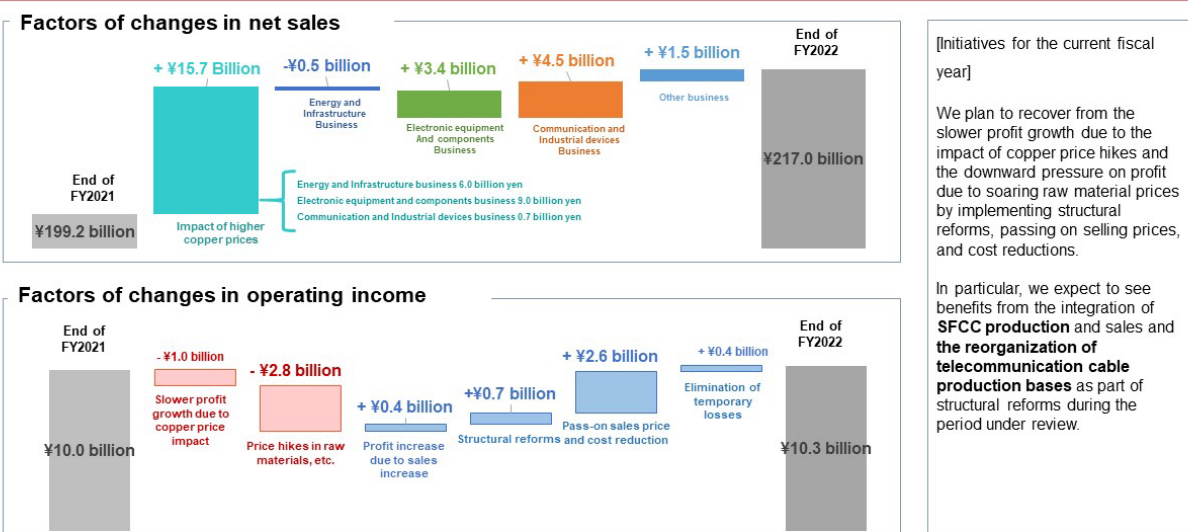 Factors of changes in net sales
End of
FY2021
¥199.2 billion
+ ¥15.7 Billion
Impact of higher
copper prices
Energy and Infrastructure business 6.0 billion yen
Electronic equipment and components business 9.0 billion yen
Communication and Industrial devices business 0.7 billion yen
-¥0.5 billion
Energy and
Infrastructure
Business
+ ¥3.4 billion
Electronic equipment
And components
Business
+ ¥4.5 billion
Communication and
Industrial devices
Business
+ ¥1.5 billion
Other business
End of
FY2022
¥217.0 billion
Factors of changes in operating income
End of
FY2021
¥10.0 billion
- ¥1.0 billion
Slower profit
growth due to
copper price
impact
- ¥2.8 billion
Price hikes in raw
materials, etc.
+ ¥0.4 billion
Profit increase
due to sales
increase
+¥0.7 billion
Structural reforms
+ ¥2.6 billion
Pass-on sales price
and cost reduction
+ ¥0.4 billion
Elimination of
temporary
losses
End of
FY2022
¥10.3 billion
[Initiatives for the current fiscal
year]
We plan to recover from the
slower profit growth due to the
impact of copper price hikes and
the downward pressure on profit
due to soaring raw material prices
by implementing structural
reforms, passing on selling prices,
and cost reductions.
In particular, we expect to see
benefits from the integration of
SFCC production and sales and
the reorganization of
telecommunication cable
production bases as part of
structural reforms during the
period under review.